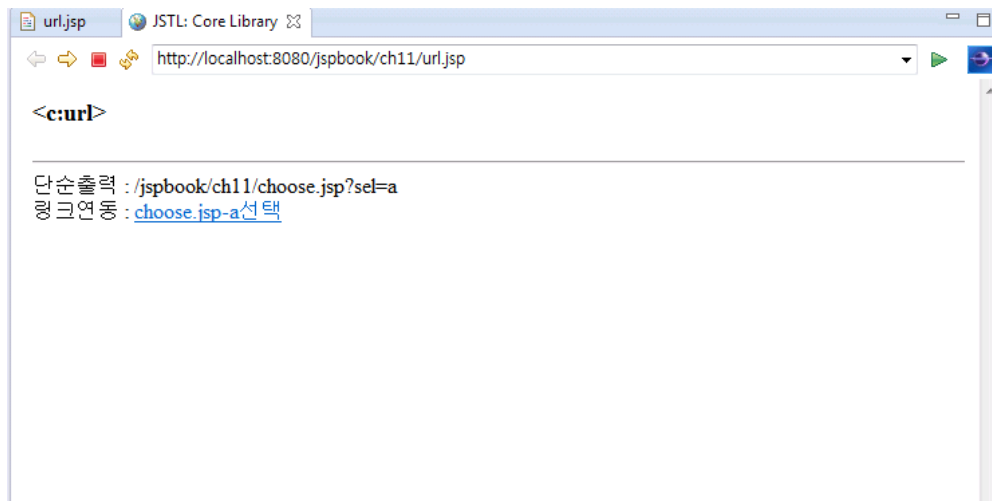 url.jsp
JSTL: Core Library
http://localhost:8080/jspbook/ch11/url.jsp
<c:url>
단순출력 : /jspbook/ch11/choose.jsp?sel=a
링크연동 : choose.jsp-a선택